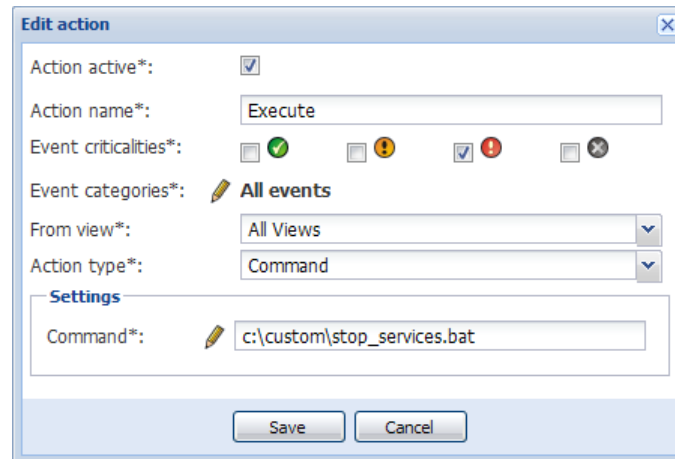 Edit action
Action active*:
Action name*: Execute
Event criticalities*:
Event categories*: All events
From view*: All Views
Action type*: Command
Settings
Command*: c:\custom\stop_services.bat
Save Cancel